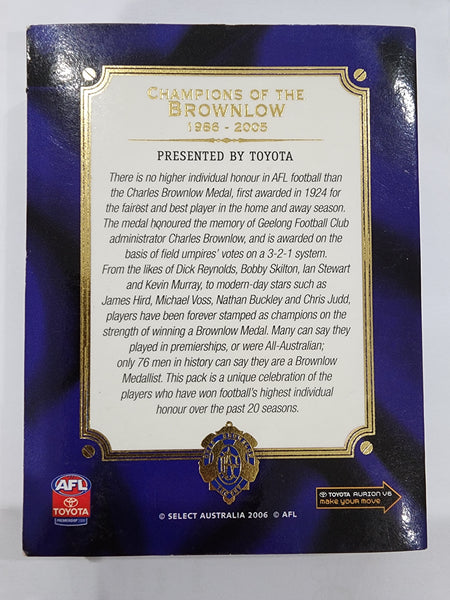 CHAMPIONS OF THE
BROWNLOW
1986 - 2005
PRESENTED BY TOYOTA
There is no higher individual honour in AFL football than
the Charles Brownlow Medal, first awarded in 1924 for
the fairest and best player in the home and away season.
The medal honoured the memory of Geelong Football Club
administrator Charles Brownlow, and is awarded on the
basis of field umpires' votes on a 3-2-1 system.
From the likes of Dick Reynolds, Bobby Skilton, Ian Stewart
and Kevin Murray, to modern-day stars such as
James Hird, Michael Voss, Nathan Buckley and Chris Judd,
players have been forever stamped as champions on the
strength of winning a Brownlow Medal. Many can say they
played in premierships, or were All-Australian;
only 76 men in history can say they are a Brownlow
Medallist. This pack is a unique celebration of the
players who have won football's highest individual
honour over the past 20 seasons.
AFL
TOYOTA
TOYOTA AURION V6
MAKE YOUR MOVE
© SELECT AUSTRALIA 2006 © AFL